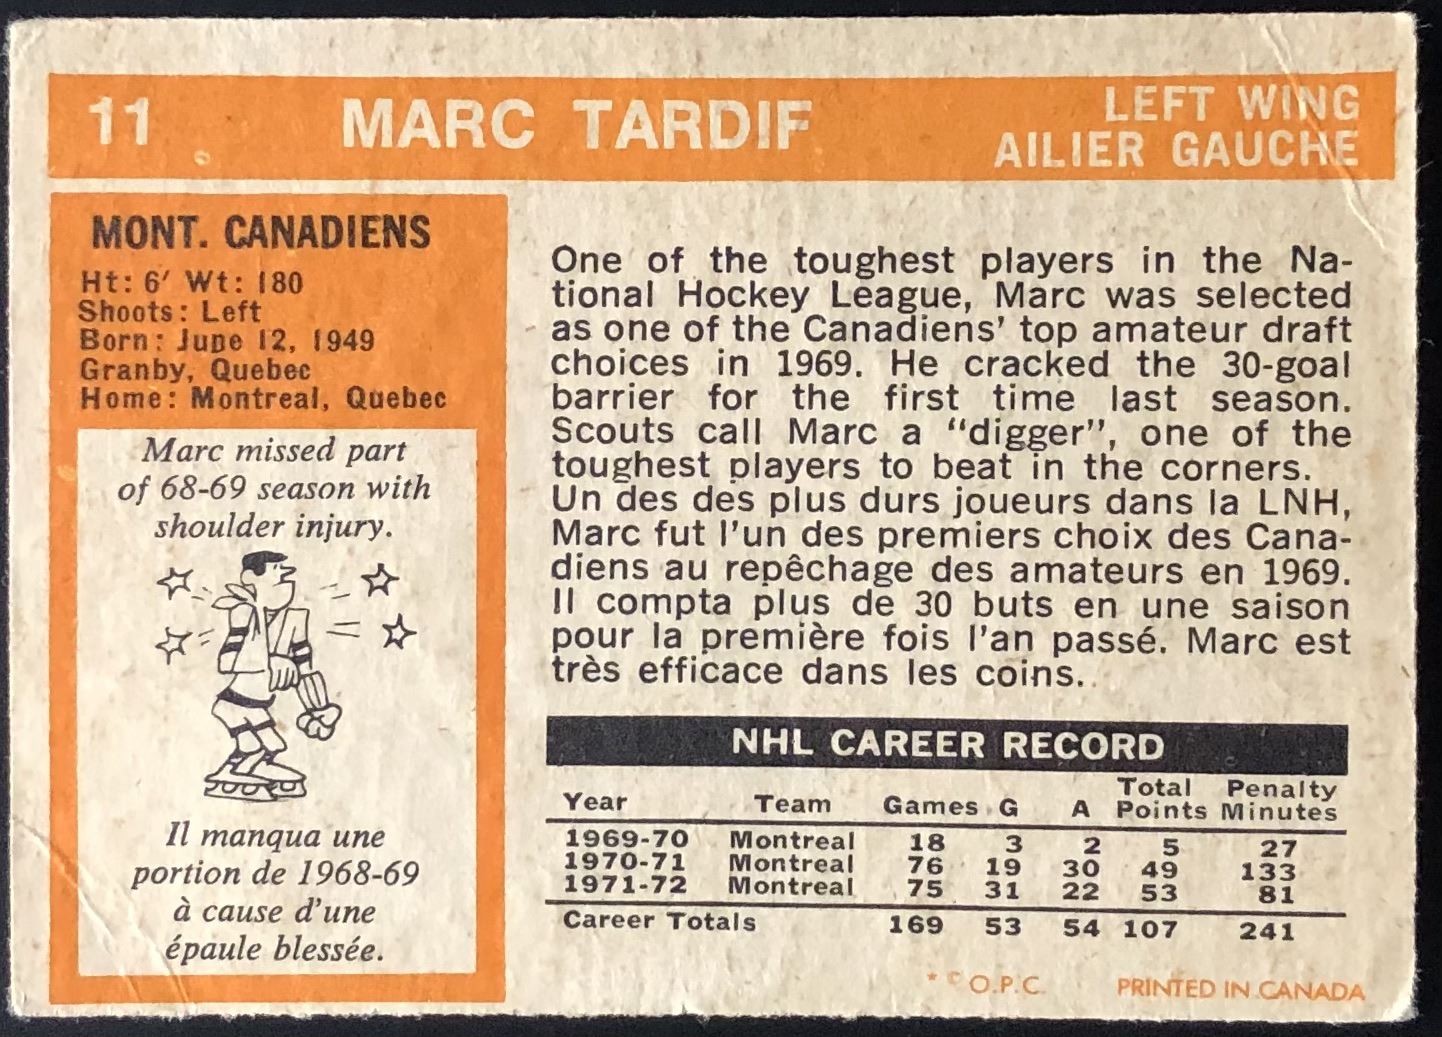 11 MARC TARDIF LEFT WING
AILIER GAUCHE
MONT. CANADIENS
Ht: 6' Wt: 180
Shoots: Left
Born: June 12, 1949
Granby, Quebec
Home: Montreal, Quebec
Marc missed part
of 68-69 season with
shoulder injury.
Il manqua une
portion de 1968-69
à cause d'une
épaule blessée.
One of the toughest players in the Na-
tional Hockey League, Marc was selected
as one of the Canadiens' top amateur draft
choices in 1969. He cracked the 30-goal
barrier for the first time last season.
Scouts call Marc a "digger", one of the
toughest players to beat in the corners.
Un des des plus durs joueurs dans la LNH,
Marc fut l'un des premiers choix des Cana-
diens au repêchage des amateurs en 1969.
Il compta plus de 30 buts en une saison
pour la première fois l'an passé. Marc est
très efficace dans les coins.
NHL CAREER RECORD
Year Team Games G A Total Points Penalty Minutes
1969-70 Montreal 18 3 2 5 27
1970-71 Montreal 76 19 30 49 133
1971-72 Montreal 75 31 22 53 81
Career Totals 169 53 54 107 241
* © O.P.C. PRINTED IN CANADA